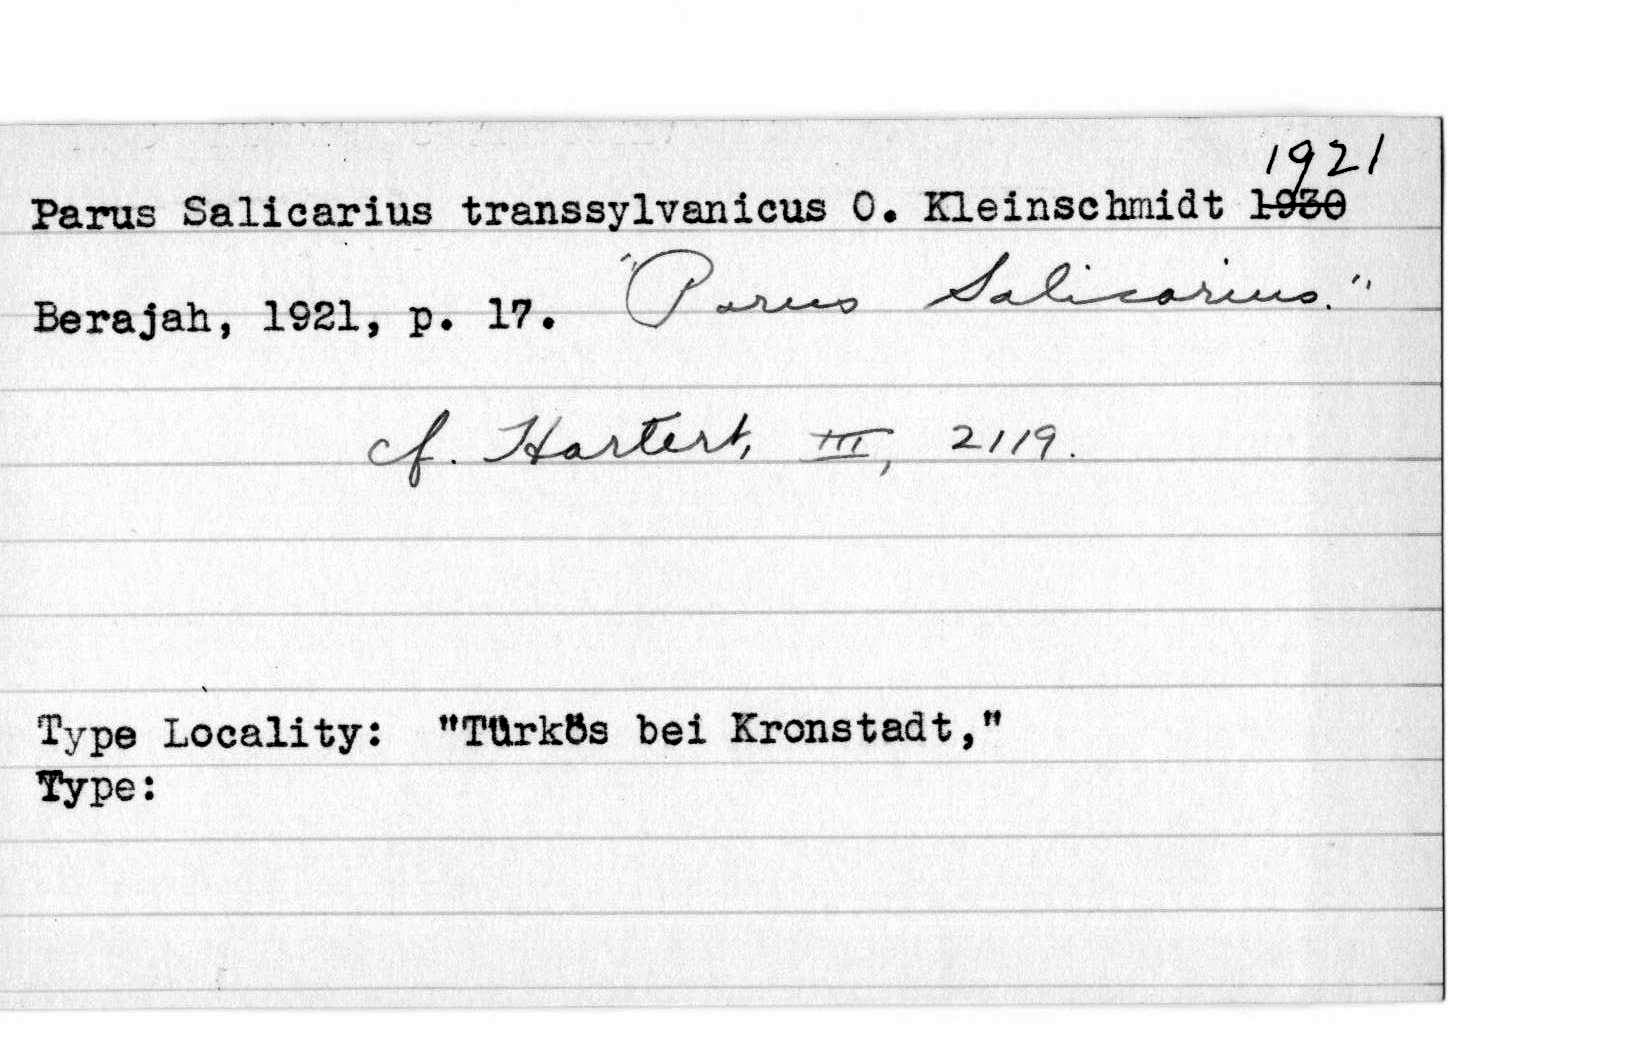 Parus Salicarius transsylvanicus O. Kleinschmidt 1930 1921
Berajah, 1921, p. 17. "Parus Salicarius."
cf. Hartert, III, 2119.
Type Locality: "Türkös bei Kronstadt,"
Type: